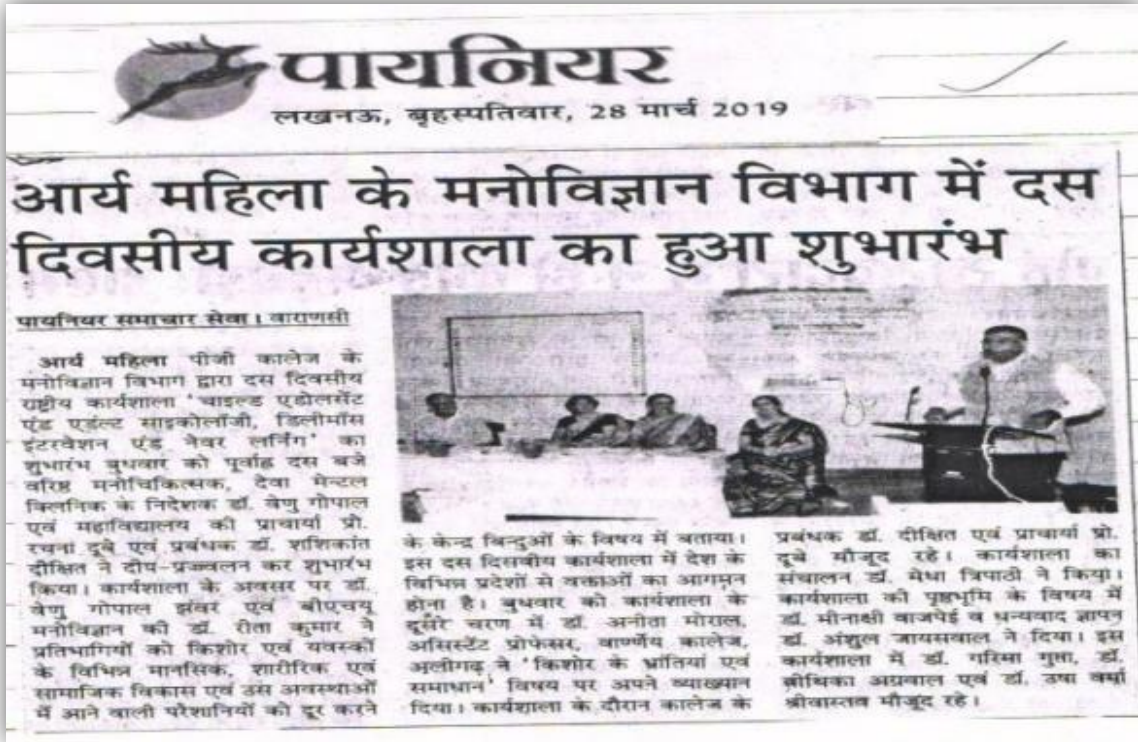 पायनियर
लखनऊ, बृहस्पतिवार, 28 मार्च 2019
आर्य महिला के मनोविज्ञान विभाग में दस
दिवसीय कार्यशाला का हुआ शुभारंभ
पायनियर समाचार सेवा। वाराणसी
आर्य महिला पीजी कालेज के
मनोविज्ञान विभाग द्वारा दस दिवसीय
राष्ट्रीय कार्यशाला 'चाइल्ड एडोलसेंट
एंड एडल्ट साइकोलॉजी, डिलीमॉस
इंटरवेशन एंड नेवर लर्निंग' का
शुभारंभ बुधवार को पूर्वाह्न दस बजे
वरिष्ठ मनोचिकित्सक, देवा मेन्टल
क्लिनिक के निदेशक डॉ. वेणु गोपाल
एवं महाविद्यालय की प्राचार्या प्रो.
रचना दूबे एवं प्रबंधक डॉ. शशिकांत
दीक्षित ने दीप-प्रज्ज्वलन कर शुभारंभ
किया। कार्यशाला के अवसर पर डॉ.
वेणु गोपाल झंवर एवं बीएचयू
मनोविज्ञान की डॉ. रीता कुमार ने
प्रतिभागियों को किशोर एवं यवस्कों
के विभिन्न मानसिक, शारीरिक एवं
सामाजिक विकास एवं उस अवस्थाओं
में आने वाली परेशानियों को दूर करने
के केन्द्र बिन्दुओं के विषय में बताया।
इस दस दिसवीय कार्यशाला में देश के
विभिन्न प्रदेशों से वक्ताओं का आगमन
होना है। बुधवार को कार्यशाला के
दूसरे चरण में डॉ. अनीता मोराल,
असिस्टेंट प्रोफेसर, वार्ष्णेय कालेज,
अलीगढ़ ने 'किशोर के भ्रांतियां एवं
समाधान' विषय पर अपने व्याख्यान
दिया। कार्यशाला के दौरान कालेज के
प्रबंधक डॉ. दीक्षित एवं प्राचार्या प्रो.
दूबे मौजूद रहे। कार्यशाला का
संचालन डॉ. मेधा त्रिपाठी ने किया।
कार्यशाला की पृष्ठभूमि के विषय में
डॉ. मीनाक्षी वाजपेई व धन्यवाद ज्ञापन
डॉ. अंशुल जायसवाल ने दिया। इस
कार्यशाला में डॉ. गरिमा गुप्ता, डॉ.
बीथिका अग्रवाल एवं डॉ. उषा वर्मा
श्रीवास्तव मौजूद रहे।